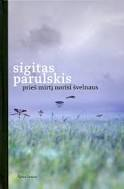 sigitas
parulskis
prieš mirtį norisi švelnaus